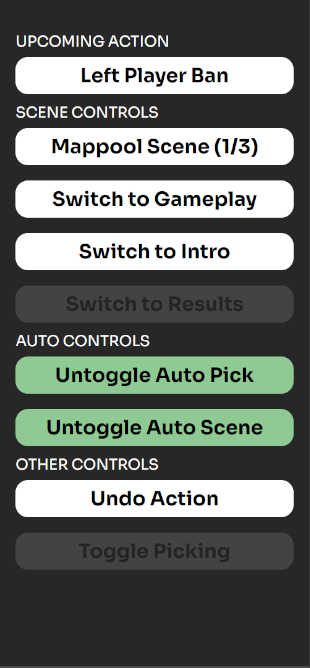 UPCOMING ACTION
Left Player Ban
SCENE CONTROLS
Mappool Scene (1/3)
Switch to Gameplay
Switch to Intro
Switch to Results
AUTO CONTROLS
Untoggle Auto Pick
Untoggle Auto Scene
OTHER CONTROLS
Undo Action
Toggle Picking